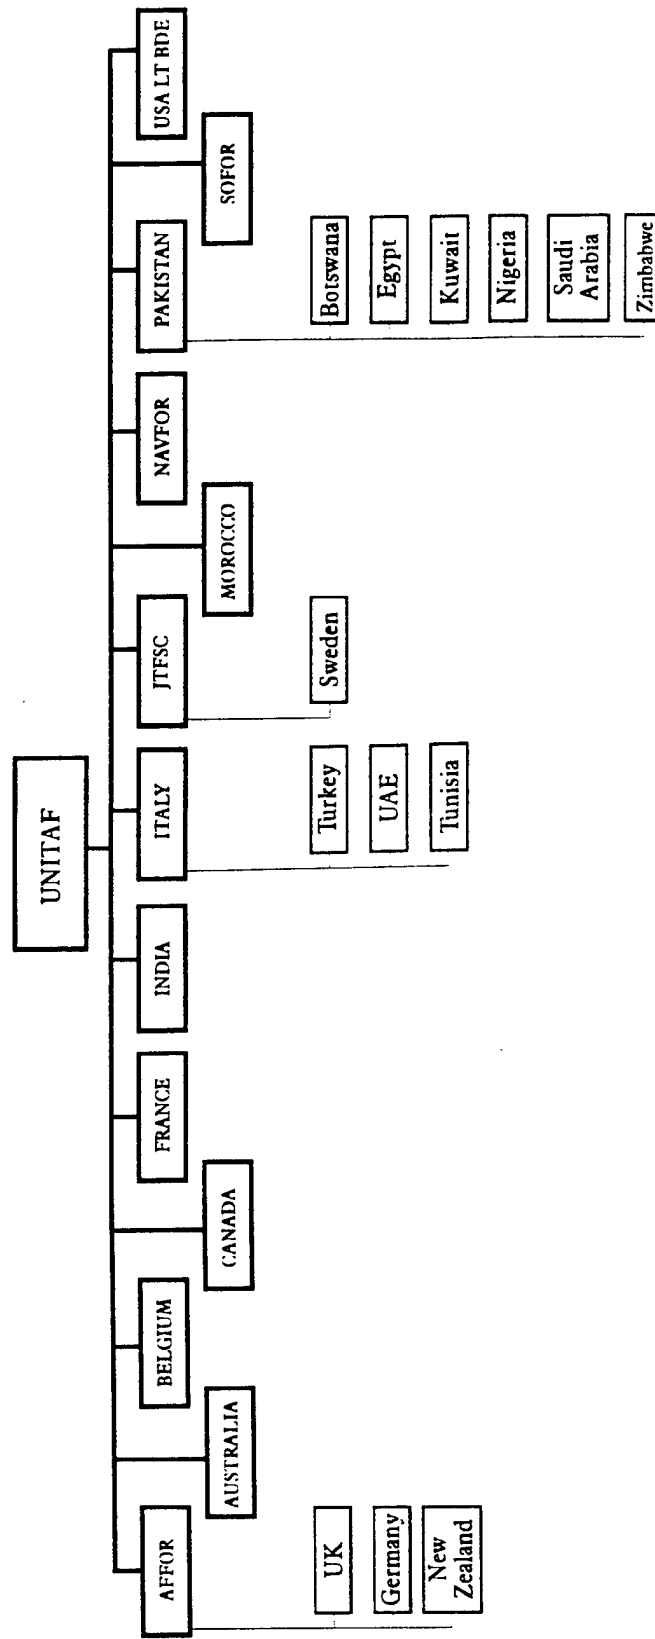 UNITAF
AFFOR
BELGIUM
FRANCE
INDIA
ITALY
JTFSC
NAVFOR
PAKISTAN
USA LT BDE
AUSTRALIA
CANADA
MOROCCO
SOFOR
UK
Germany
New
Zealand
Turkey
UAE
Tunisia
Sweden
Botswana
Egypt
Kuwait
Nigeria
Saudi
Arabia
Zimbabwe